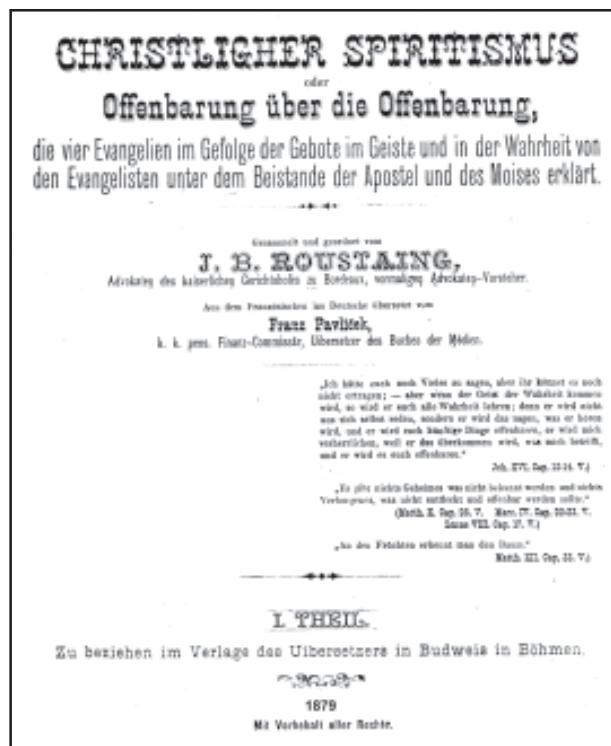 CHRISTLIGHER SPIRITISMUS
oder
Offenbarung über die Offenbarung,
die vier Evangelien im Gefolge der Gebote im Geiste und in der Wahrheit von
den Evangelisten unter dem Beistande der Apostel und des Moises erklärt.
Gesammelt und geordnet von
J. B. ROUSTAING,
Advokaten des kaiserlichen Gerichtshofes zu Bordeaux, vormaligen Advokaten-Vorsteher.
Aus dem Französischen ins Deutsche übersetzt von
Franz Pavliček,
k. k. pens. Finanz-Commissär, Uibersetzer des Buches der Medien.
„Ich hätte euch noch Vieles zu sagen, aber ihr könnet es noch
nicht ertragen; — aber wenn der Geist der Wahrheit kommen
wird, so wird er euch alle Wahrheit lehren; denn er wird nicht
von sich selbst reden, sondern er wird das sagen, was er hören
wird, und er wird euch künftige Dinge offenbaren, er wird mich
verherrlichen, weil er das überkommen wird, was mich betrift,
und er wird es euch offenbaren.“
Joh. XVI. Cap. 12-14. V.)
„Es gibt nichts Geheimes was nicht bekannt werden und nichts
Verborgenes, was nicht entdeckt und offenbar werden sollte.“
(Matth. X. Cap. 26. V. Marc. IV. Cap. 22-23. V.
Lucas VIII. Cap. 17. V.)
„An den Früchten erkennt man den Baum.“
Matth. XII. Cap. 33. V.)
I. THEIL.
Zu beziehen im Verlage des Uibersetzers in Budweis in Böhmen.
1879
Mit Vorbehalt aller Rechte.